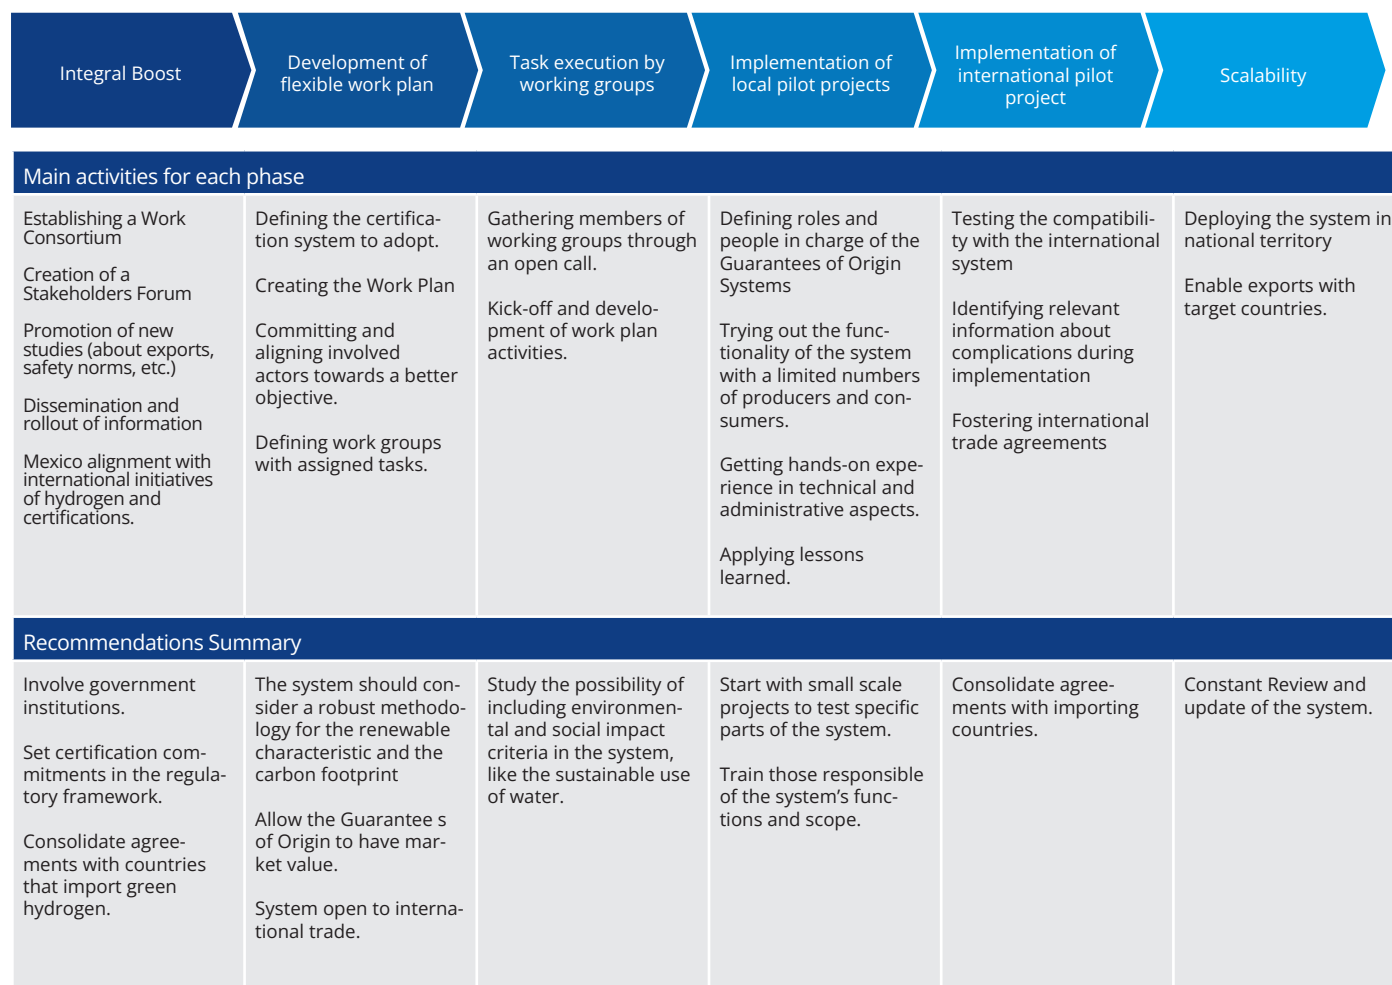 Integral Boost
Development of
flexible work plan
Task execution by
working groups
Implementation of
local pilot projects
Implementation of
international pilot
project
Scalability
Main activities for each phase
Establishing a Work
Consortium
Creation of a
Stakeholders Forum
Promotion of new
studies (about exports,
safety norms, etc.)
Dissemination and
rollout of information
Mexico alignment with
international initiatives
of hydrogen and
certifications.
Defining the certifica-
tion system to adopt.
Creating the Work Plan
Committing and
aligning involved
actors towards a better
objective.
Defining work groups
with assigned tasks.
Gathering members of
working groups through
an open call.
Kick-off and develo-
pment of work plan
activities.
Defining roles and
people in charge of the
Guarantees of Origin
Systems
Trying out the func-
tionality of the system
with a limited numbers
of producers and con-
sumers.
Getting hands-on expe-
rience in technical and
administrative aspects.
Applying lessons
learned.
Testing the compatibili-
ty with the international
system
Identifying relevant
information about
complications during
implementation
Fostering international
trade agreements
Deploying the system in
national territory
Enable exports with
target countries.
Recommendations Summary
Involve government
institutions.
Set certification com-
mitments in the regula-
tory framework.
Consolidate agree-
ments with countries
that import green
hydrogen.
The system should con-
sider a robust methodo-
logy for the renewable
characteristic and the
carbon footprint
Allow the Guarantee s
of Origin to have mar-
ket value.
System open to interna-
tional trade.
Study the possibility of
including environmen-
tal and social impact
criteria in the system,
like the sustainable use
of water.
Start with small scale
projects to test specific
parts of the system.
Train those responsible
of the system’s func-
tions and scope.
Consolidate agree-
ments with importing
countries.
Constant Review and
update of the system.